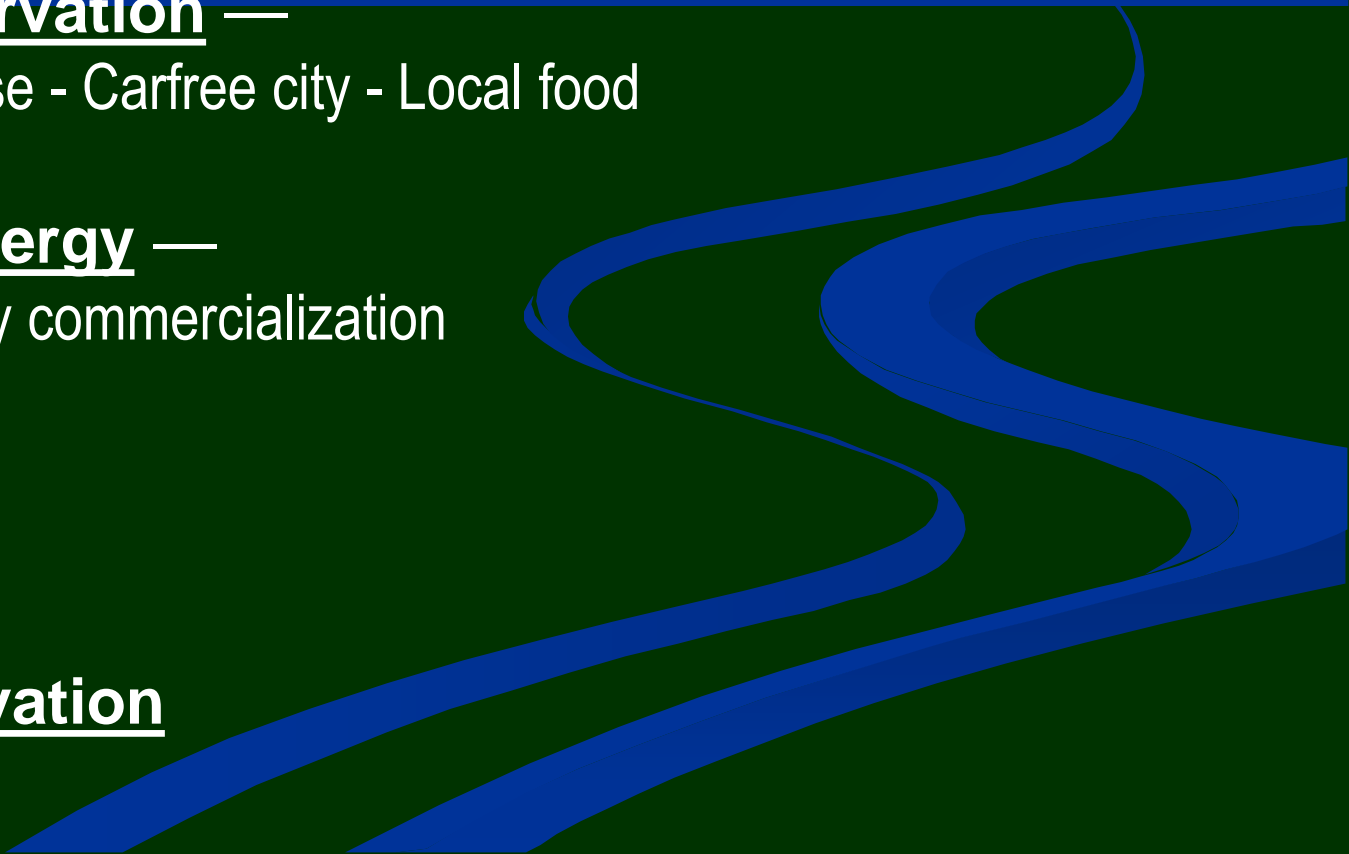 rvation —
se - Carfree city - Local food
ergy —
y commercialization
vation